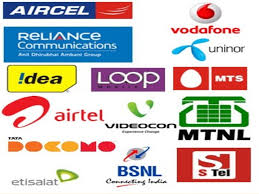 AIRCEL
vodafone
RELIANCE
Communications
Anil Dhirubhai Ambani Group
uninor
!dea
LOOP
MOBILE
MTS
airtel
VIDEOCON
Experience Change
MTNL
TATA
DOCOMO
BSNL
Connecting India
S
S Tel
etisalat